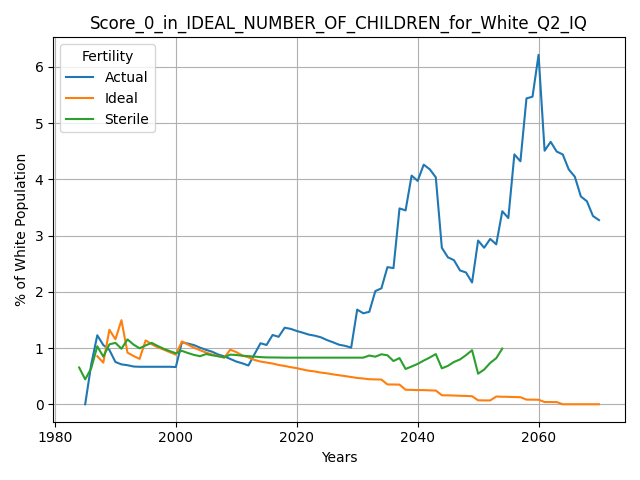 Score_0_in_IDEAL_NUMBER_OF_CHILDREN_for_White_Q2_IQ
Fertility
Actual
Ideal
Sterile
% of White Population
6
5
4
3
2
1
0
1980
2000
2020
2040
2060
Years